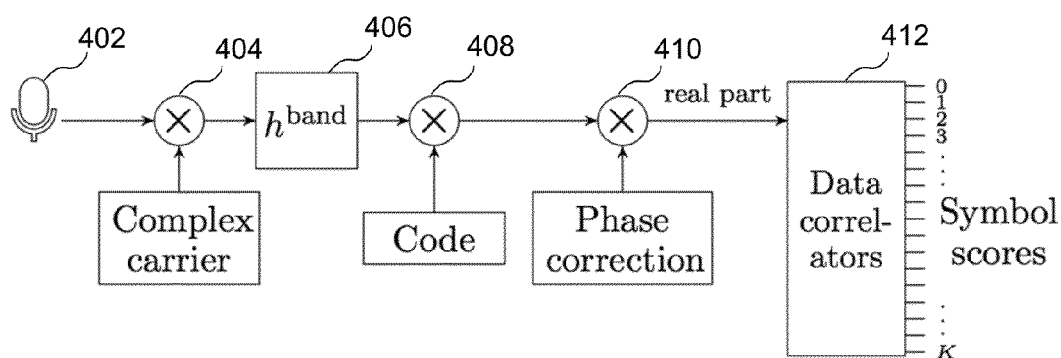 402
404
406
408
410
412
h^band
real part
Complex
carrier
Code
Phase
correction
Data
correl-
ators
0
1
2
3
.
.
.
Symbol
scores
.
.
.
K